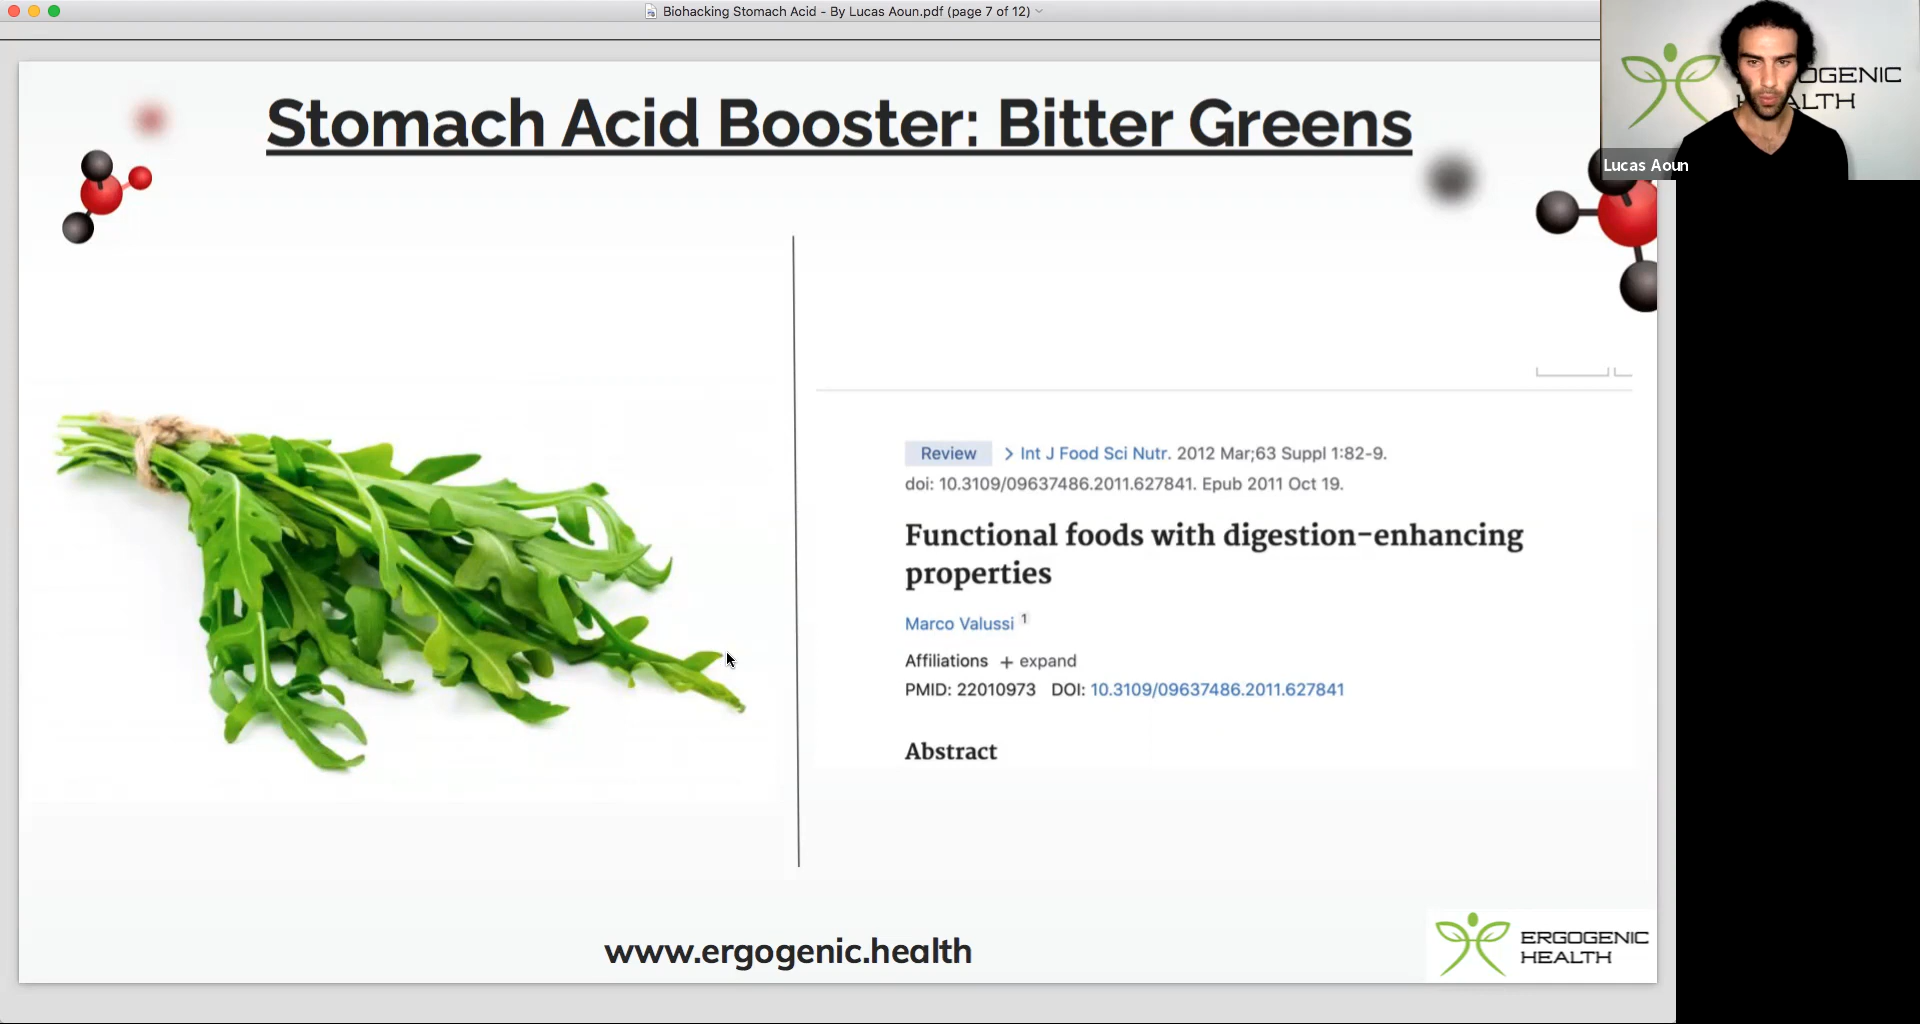 Biohacking Stomach Acid - By Lucas Aoun.pdf (page 7 of 12)
Stomach Acid Booster: Bitter Greens
OGENIC
ALTH
Lucas Aoun
Review > Int J Food Sci Nutr. 2012 Mar;63 Suppl 1:82-9.
doi: 10.3109/09637486.2011.627841. Epub 2011 Oct 19.
Functional foods with digestion-enhancing
properties
Marco Valussi 1
Affiliations + expand
PMID: 22010973 DOI: 10.3109/09637486.2011.627841
Abstract
www.ergogenic.health
ERGOGENIC
HEALTH